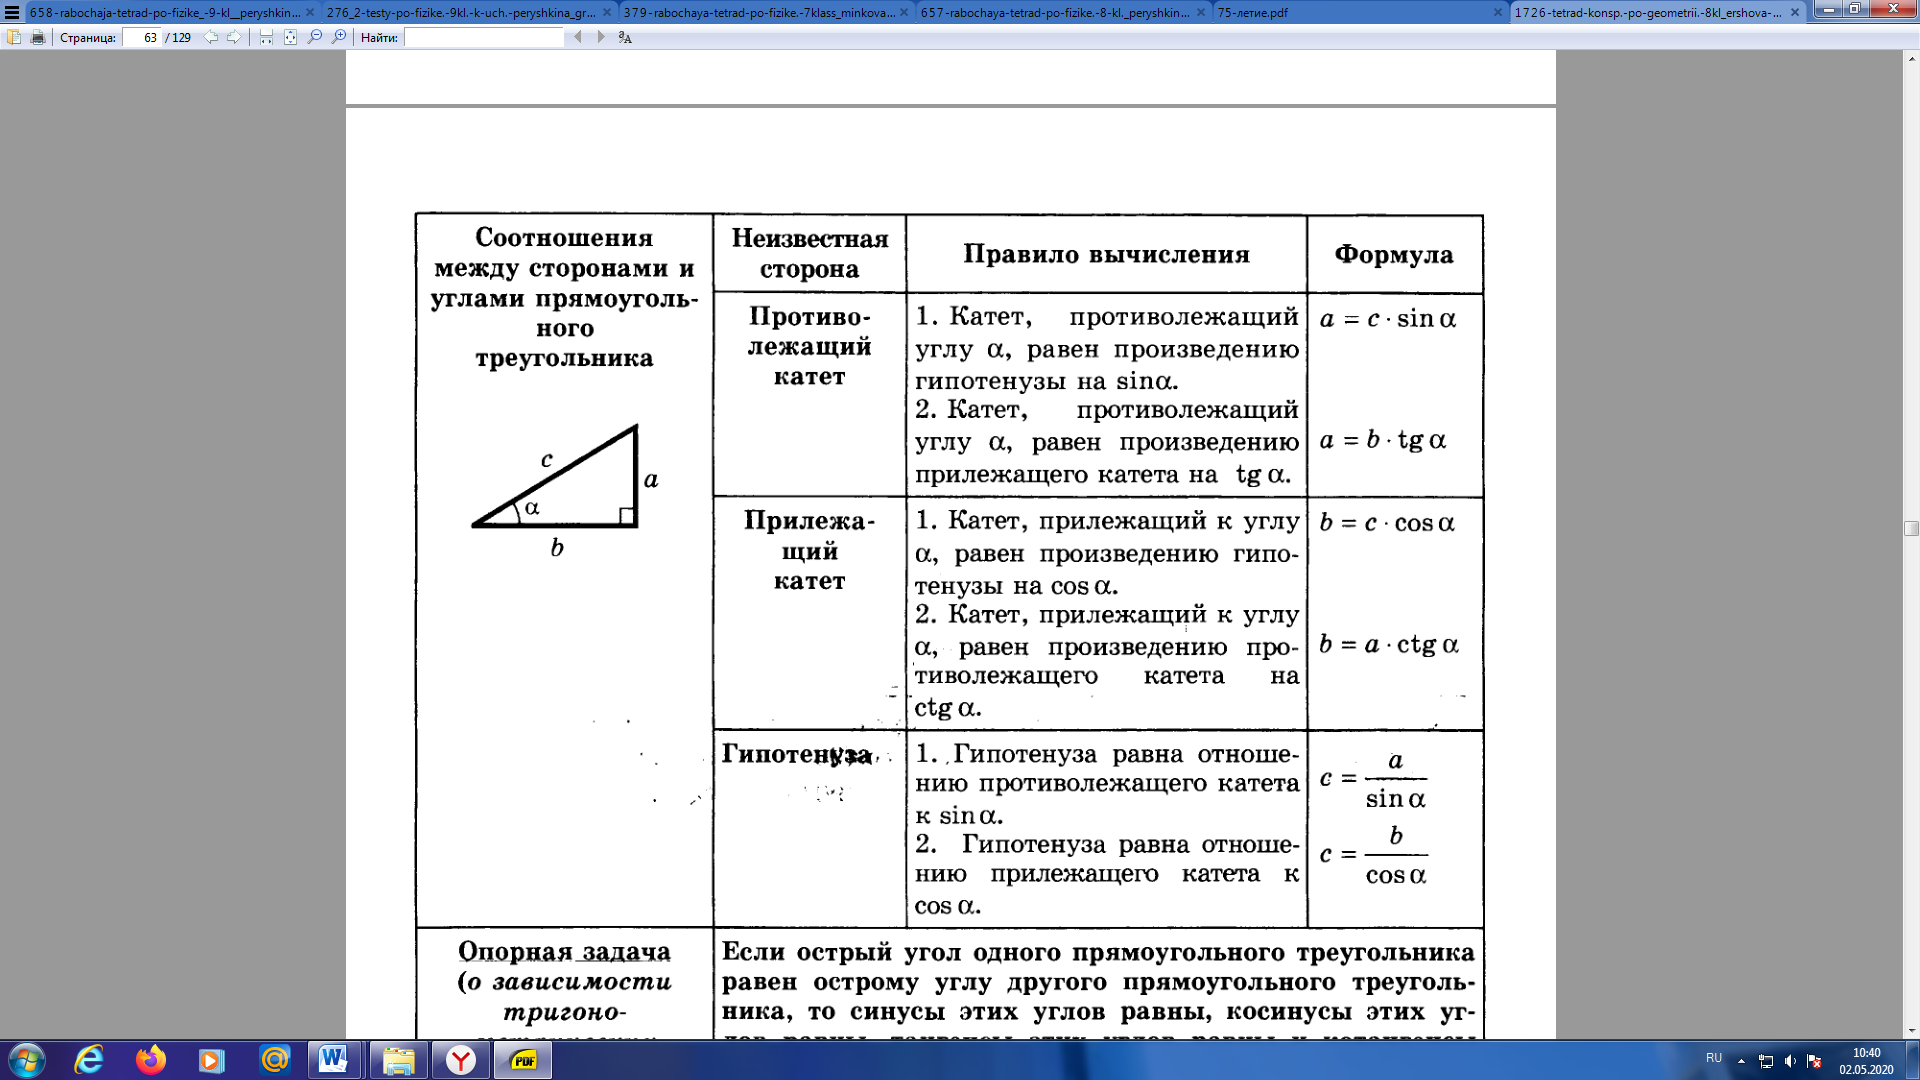 658-rabochaja-tetrad-po-fizike_-9-kl__peryshkin...
276_2-testy-po-fizike.-9kl.-k-uch.-peryshkina_gr...
379-rabochaya-tetrad-po-fizike.-7klass_minkova...
657-rabochaya-tetrad-po-fizike.-8-kl._peryshkin...
75-летие.pdf
1726-tetrad-konsp.-po-geometrii.-8kl_ershova-...
Страница: 63 / 129 Найти:
Соотношения
между сторонами и
углами прямоуголь-
ного
треугольника
c
a
α
b
Неизвестная
сторона
Правило вычисления
Формула
Противо-
лежащий
катет
1. Катет, противолежащий
углу α, равен произведению
гипотенузы на sinα.
2. Катет, противолежащий
углу α, равен произведению
прилежащего катета на tg α.
a = c · sin α
a = b · tg α
Прилежа-
щий
катет
1. Катет, прилежащий к углу
α, равен произведению гипо-
тенузы на cos α.
2. Катет, прилежащий к углу
α, равен произведению про-
тиволежащего катета на
ctg α.
b = c · cos α
b = a · ctg α
Гипотенуза
1. Гипотенуза равна отноше-
нию противолежащего катета
к sin α.
2. Гипотенуза равна отноше-
нию прилежащего катета к
cos α.
c = a / sin α
c = b / cos α
Опорная задача
(о зависимости
тригоно-
Если острый угол одного прямоугольного треугольника
равен острому углу другого прямоугольного треуголь-
ника, то синусы этих углов равны, косинусы этих уг-
лов равны, тангенсы этих углов равны и котангенсы
RU
10:40
02.05.2020